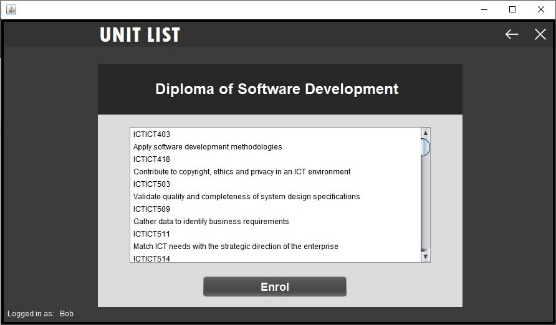 UNIT LIST
Diploma of Software Development
ICTICT403
Apply software development methodologies
ICTICT418
Contribute to copyright, ethics and privacy in an ICT environment
ICTICT503
Validate quality and completeness of system design specifications
ICTICT509
Gather data to identify business requirements
ICTICT511
Match ICT needs with the strategic direction of the enterprise
ICTICT514
Enrol
Logged in as: Bob